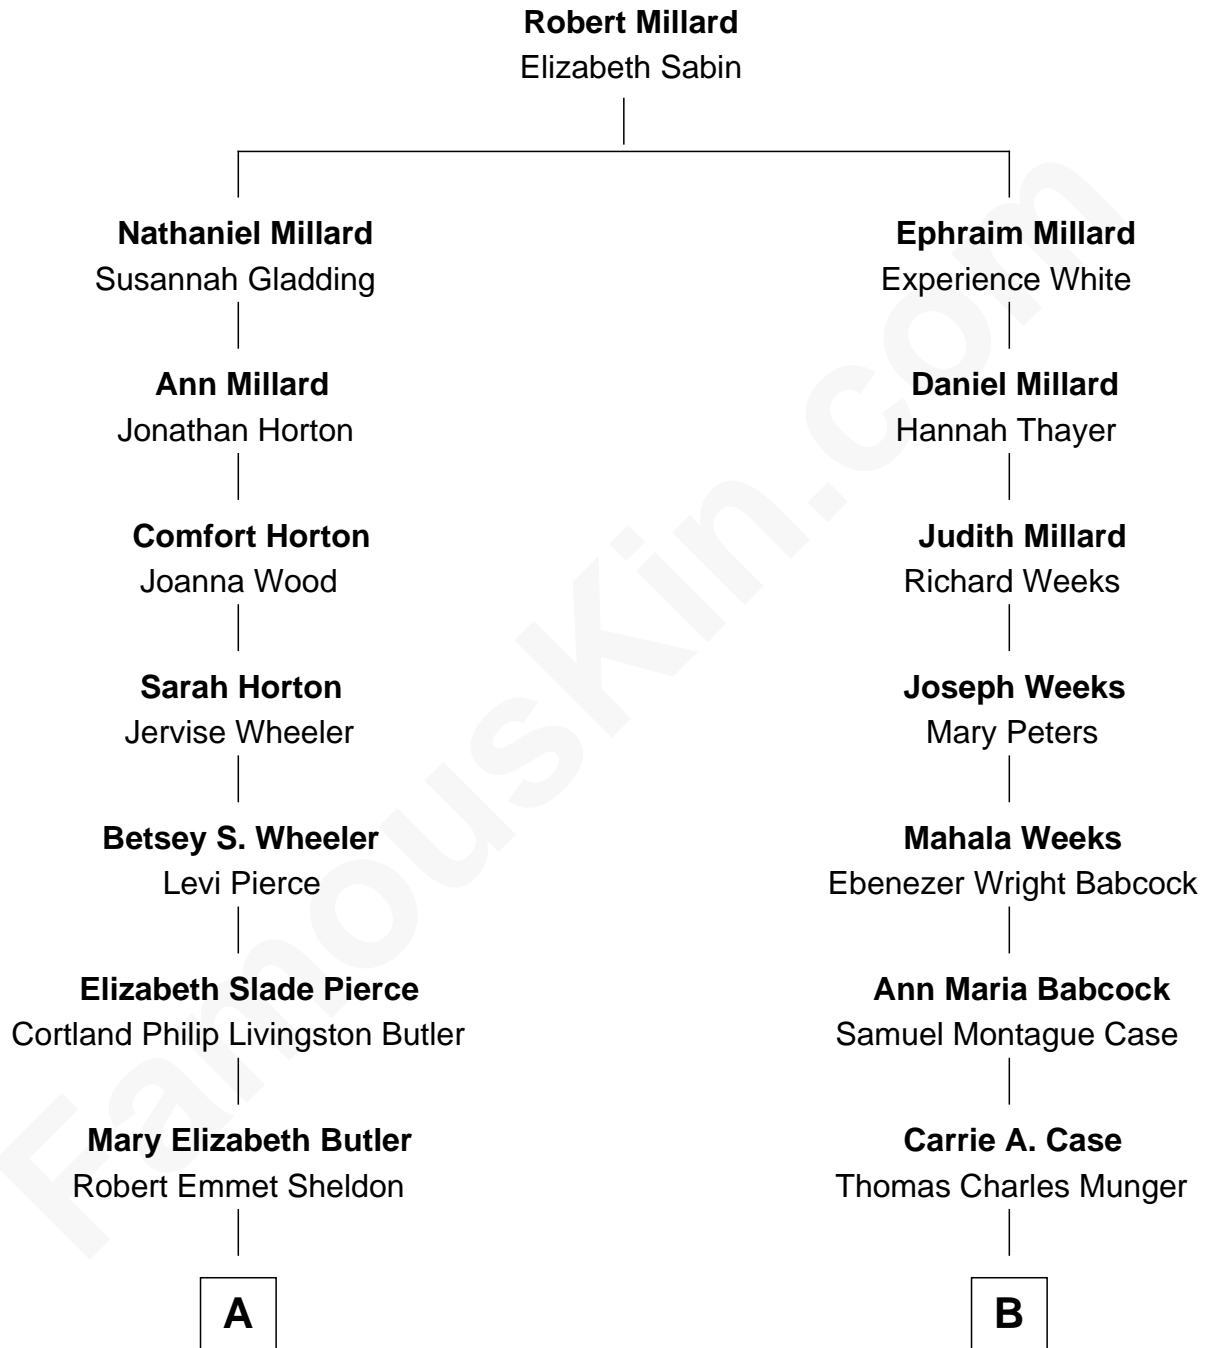 Robert Millard
Elizabeth Sabin
Nathaniel Millard
Susannah Gladding
Ephraim Millard
Experience White
Ann Millard
Jonathan Horton
Daniel Millard
Hannah Thayer
Comfort Horton
Joanna Wood
Judith Millard
Richard Weeks
Sarah Horton
Jervise Wheeler
Joseph Weeks
Mary Peters
Betsey S. Wheeler
Levi Pierce
Mahala Weeks
Ebenezer Wright Babcock
Elizabeth Slade Pierce
Cortland Philip Livingston Butler
Ann Maria Babcock
Samuel Montague Case
Mary Elizabeth Butler
Robert Emmet Sheldon
Carrie A. Case
Thomas Charles Munger
A
B
FamousKin.com